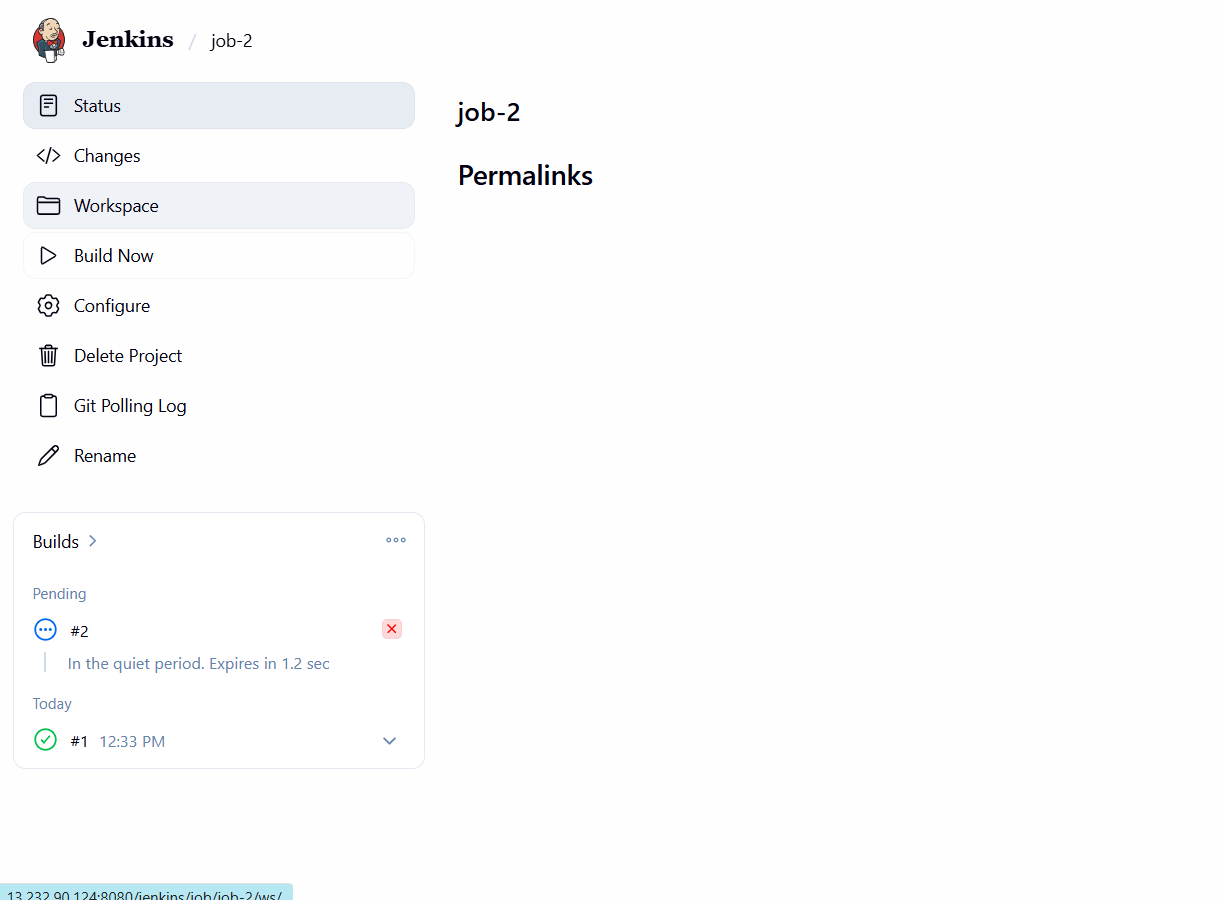 Jenkins / job-2
Status
Changes
Workspace
Build Now
Configure
Delete Project
Git Polling Log
Rename
job-2
Permalinks
Builds
Pending
#2
In the quiet period. Expires in 1.2 sec
Today
#1 12:33 PM
13.232.90.124:8080/jenkins/job/job-2/ws/